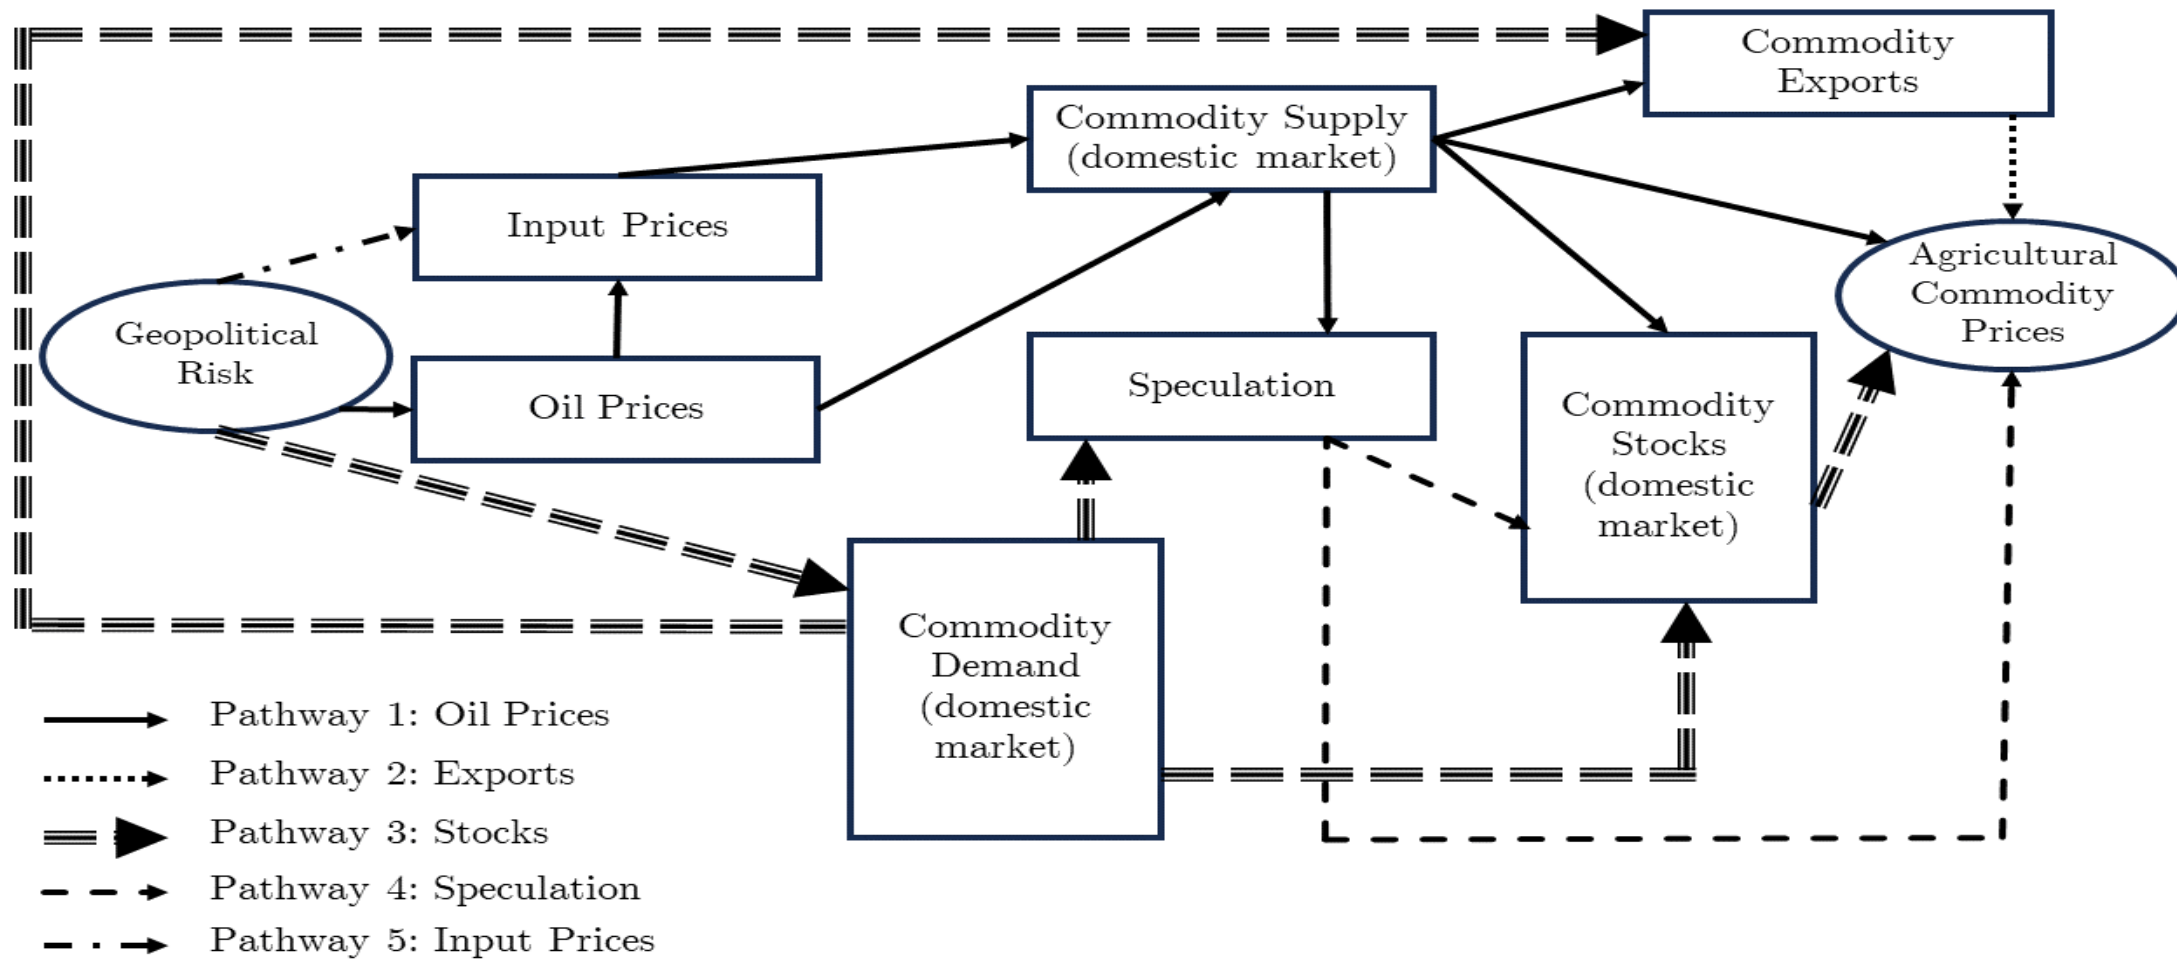 Commodity
Exports
Commodity Supply
(domestic market)
Input Prices
Agricultural
Commodity
Prices
Geopolitical
Risk
Oil Prices
Speculation
Commodity
Stocks
(domestic
market)
Commodity
Demand
(domestic
market)
Pathway 1: Oil Prices
Pathway 2: Exports
Pathway 3: Stocks
Pathway 4: Speculation
Pathway 5: Input Prices